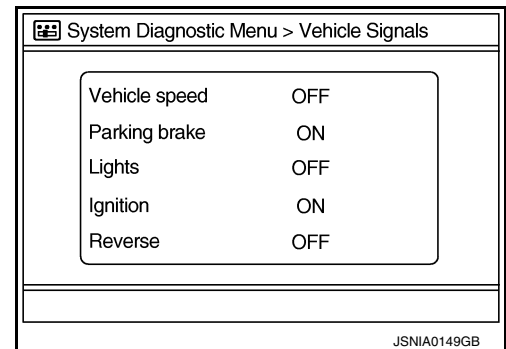 System Diagnostic Menu > Vehicle Signals
Vehicle speed OFF
Parking brake ON
Lights OFF
Ignition ON
Reverse OFF
JSNIA0149GB